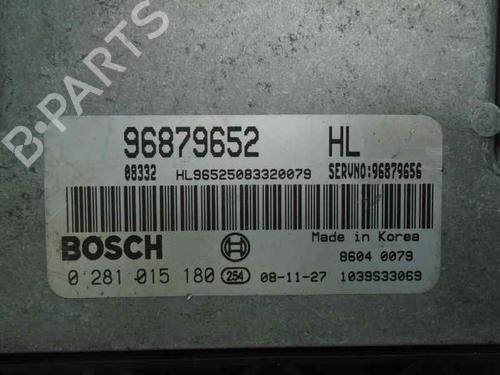 96879652 HL
08332 HL96525083320079 SERVNO:96879656
BOSCH
Made in Korea
8604 0079
0 281 015 180 254 08-11-27 1039S33069
B-PARTS